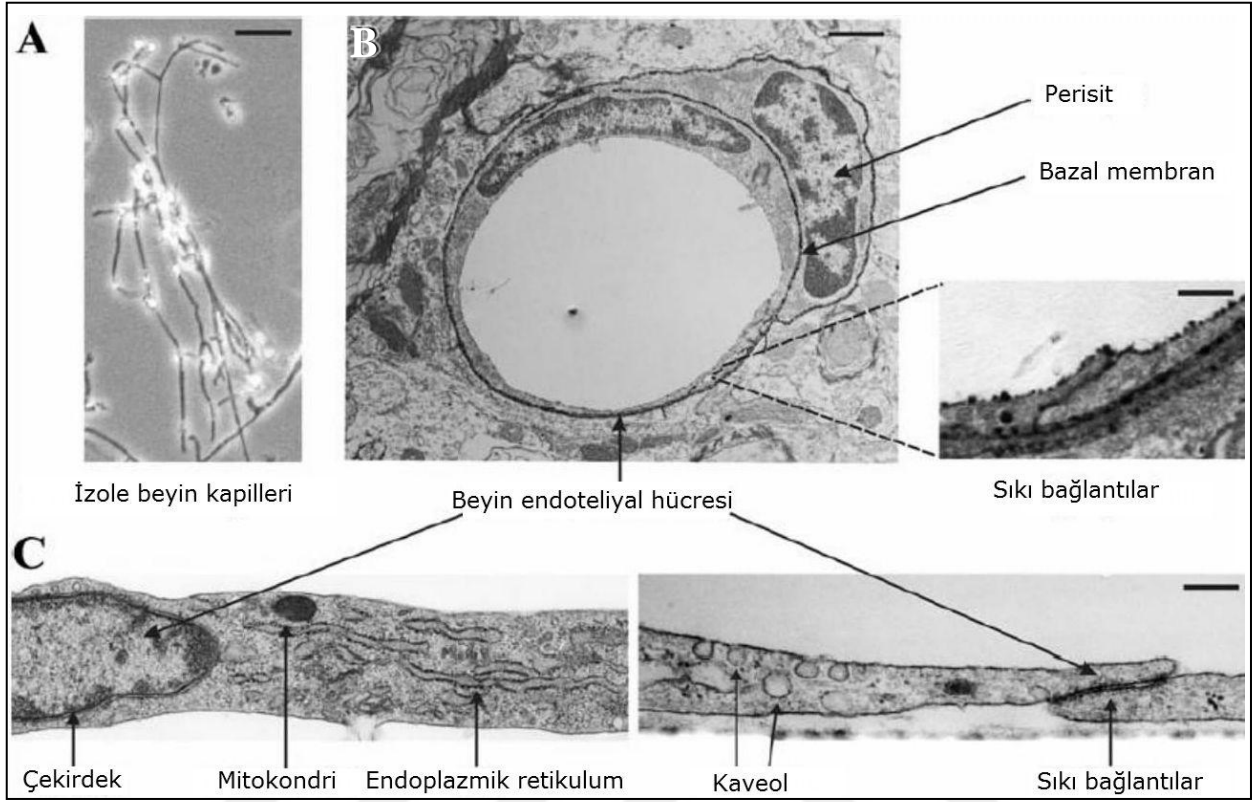 A
B
Perisit
Bazal membran
İzole beyin kapilleri
Beyin endoteliyal hücresi
Sıkı bağlantılar
C
Çekirdek
Mitokondri
Endoplazmik retikulum
Kaveol
Sıkı bağlantılar